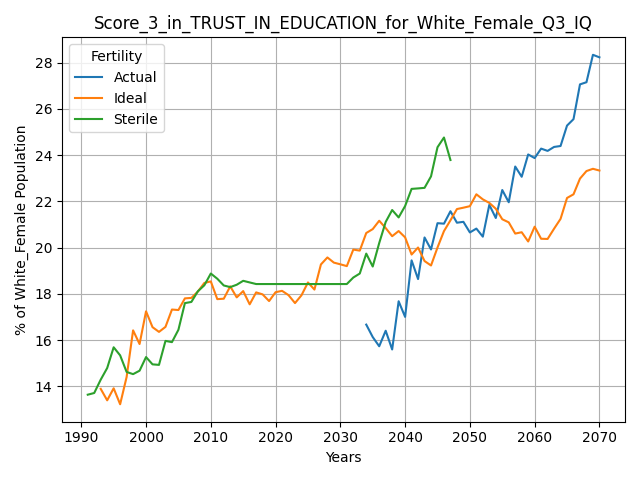 Score_3_in_TRUST_IN_EDUCATION_for_White_Female_Q3_IQ
Fertility
Actual
Ideal
Sterile
% of White_Female Population
28
26
24
22
20
18
16
14
1990 2000 2010 2020 2030 2040 2050 2060 2070
Years